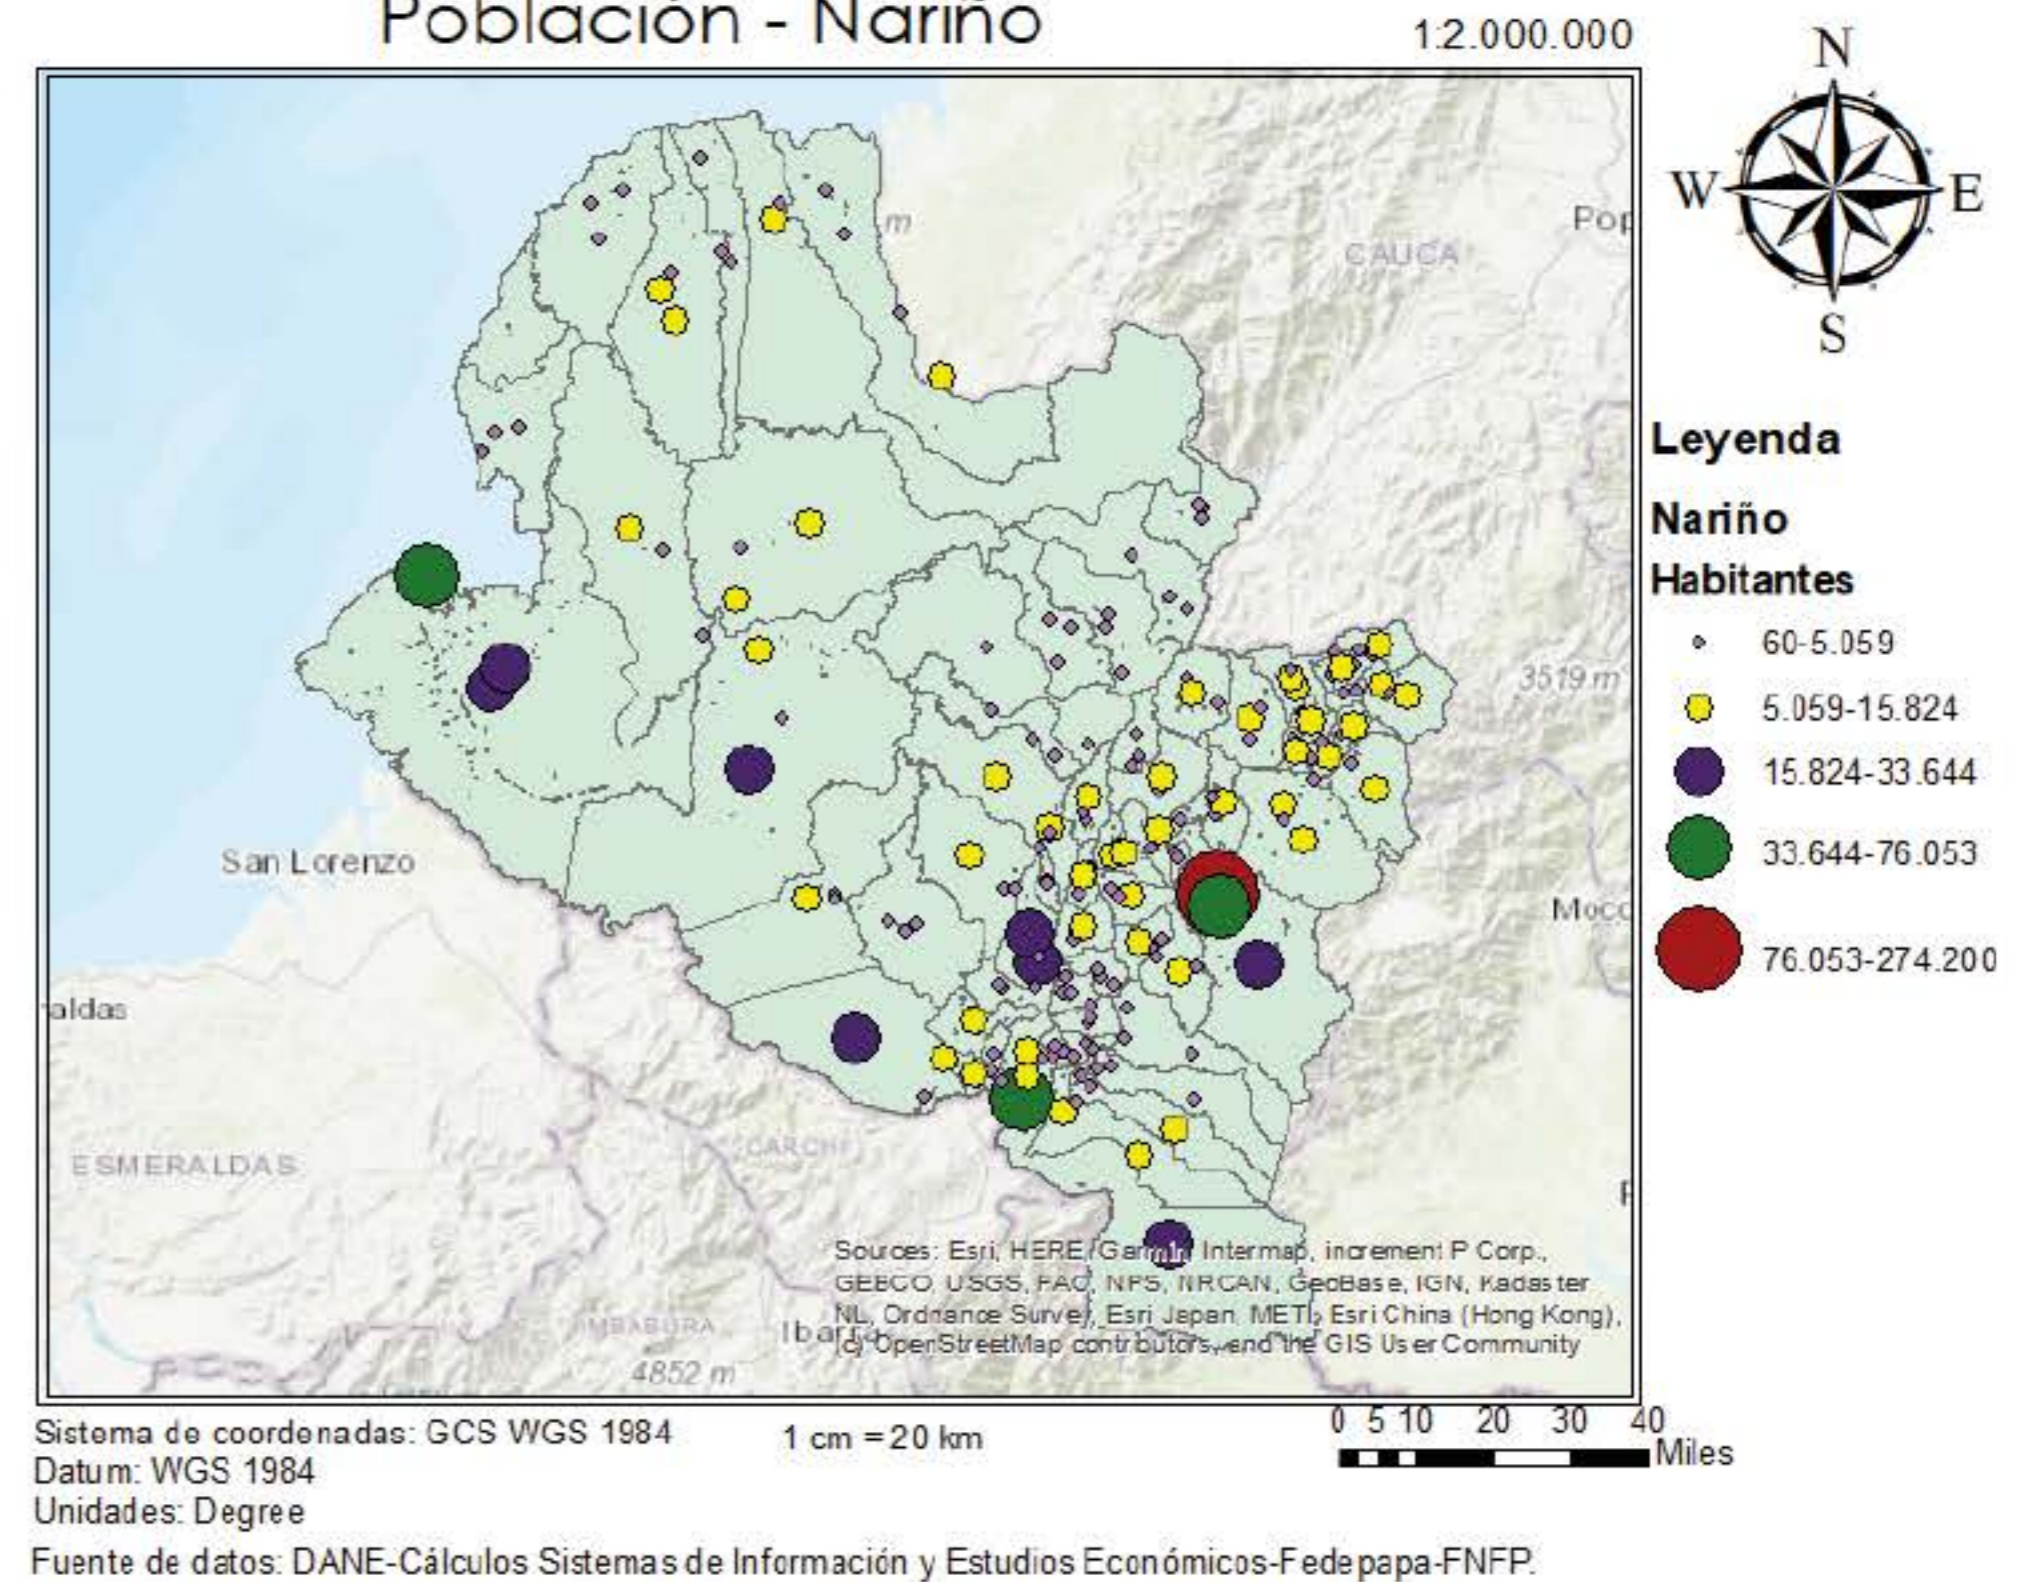 Población - Nariño
1:2.000.000
N
W
E
S
m
Pop
CAUCA
Leyenda
Nariño
Habitantes
60-5.059
5.059-15.824
15.824-33.644
33.644-76.053
76.053-274.200
3519 m
San Lorenzo
Moco
aldas
ESMERALDAS
CARCHI
IMBABURA
Ibarra
4852 m
Sources: Esri, HERE, Garmin, Intermap, increment P Corp.,
GEBCO, USGS, FAO, NPS, NRCAN, GeoBase, IGN, Kadaster
NL, Ordnance Survey, Esri Japan, METI, Esri China (Hong Kong),
(c) OpenStreetMap contributors, and the GIS User Community
Sistema de coordenadas: GCS WGS 1984
Datum: WGS 1984
Unidades: Degree
1 cm = 20 km
0 5 10 20 30 40
Miles
Fuente de datos: DANE-Cálculos Sistemas de Información y Estudios Económicos-Fedepapa-FNFP.